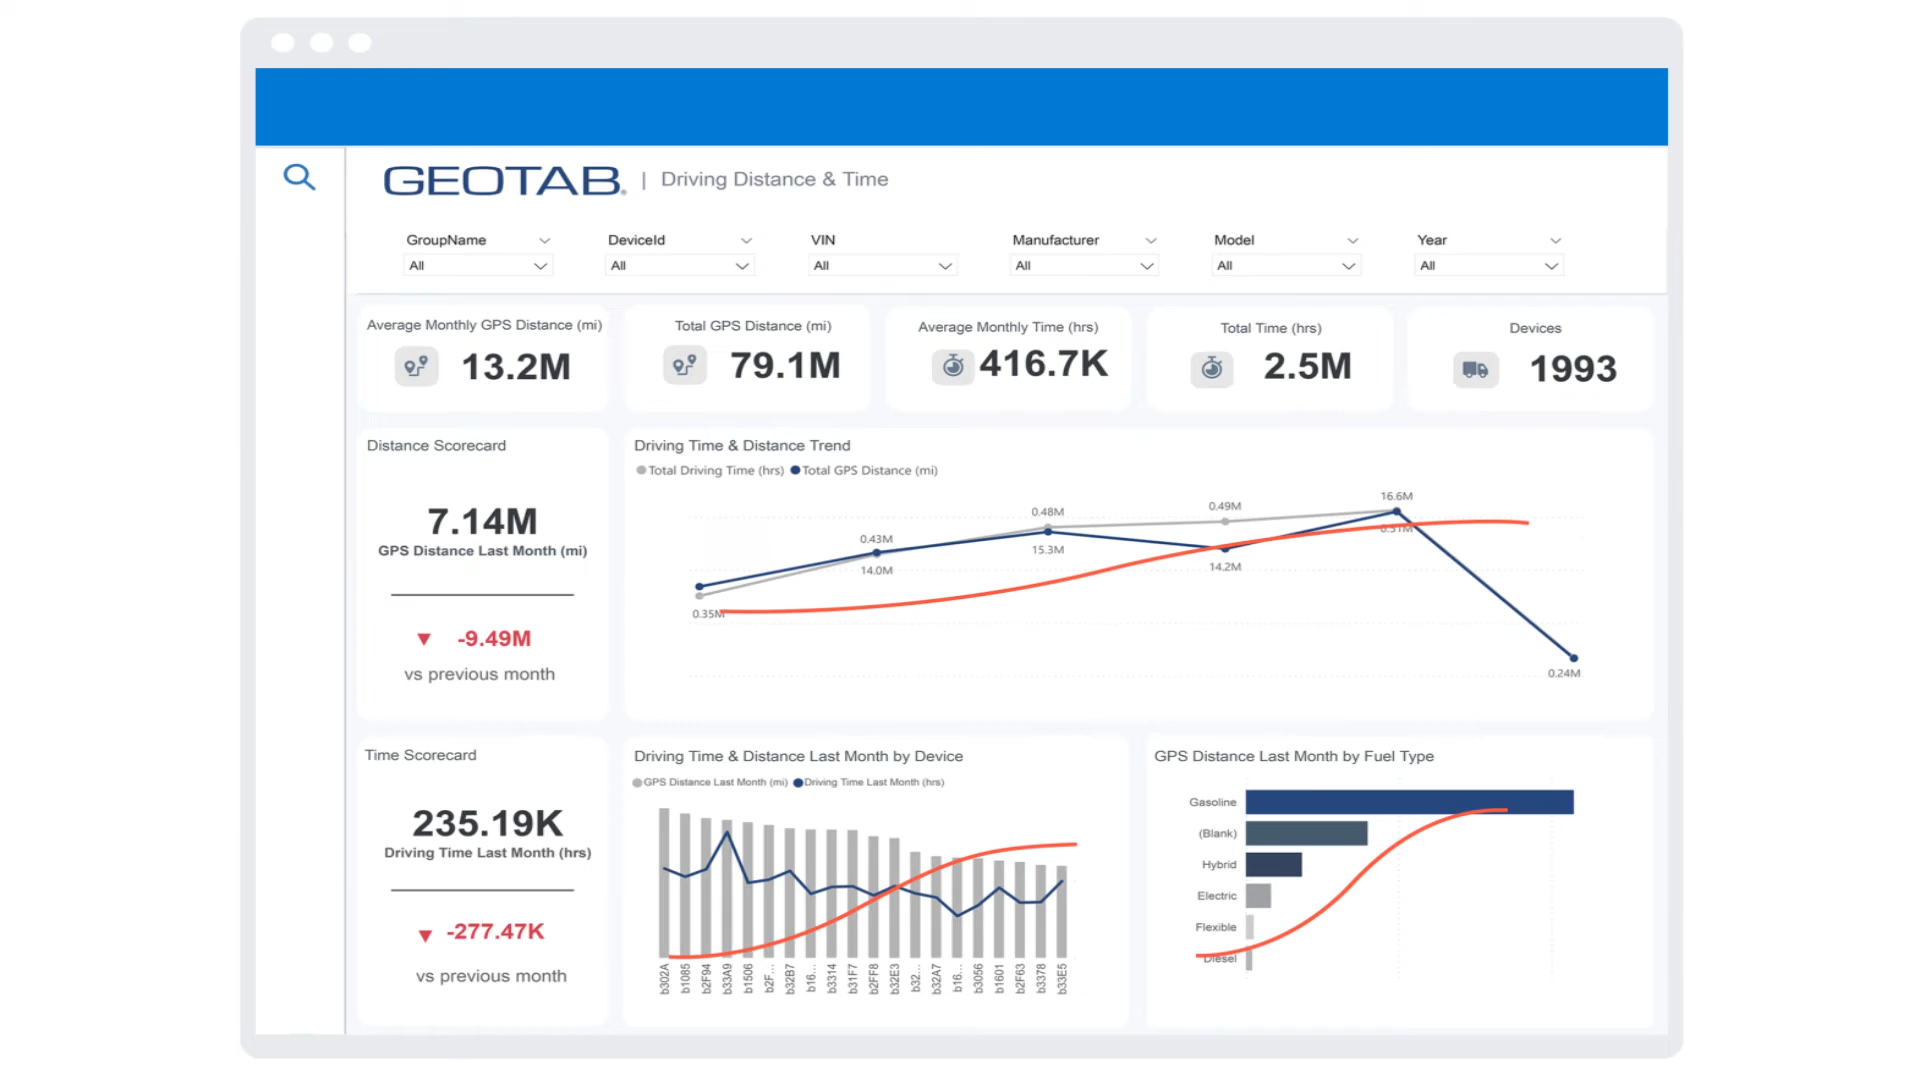 GEOTAB. | Driving Distance & Time
GroupName DeviceId VIN Manufacturer Model Year
All All All All All All
Average Monthly GPS Distance (mi)
13.2M
Total GPS Distance (mi)
79.1M
Average Monthly Time (hrs)
416.7K
Total Time (hrs)
2.5M
Devices
1993
Distance Scorecard
7.14M
GPS Distance Last Month (mi)
-9.49M
vs previous month
Driving Time & Distance Trend
Total Driving Time (hrs) Total GPS Distance (mi)
16.6M
0.49M
0.48M
0.51M
0.43M
15.3M
14.2M
14.0M
0.35M
0.24M
Time Scorecard
235.19K
Driving Time Last Month (hrs)
-277.47K
vs previous month
Driving Time & Distance Last Month by Device
GPS Distance Last Month (mi) Driving Time Last Month (hrs)
b302A
b1085
b2F94
b33A9
b1506
b2F...
b32B7
b16...
b3314
b31F7
b2FF8
b32E3
b32...
b32A7
b16...
b3056
b1601
b2F63
b3378
b33E5
GPS Distance Last Month by Fuel Type
Gasoline
(Blank)
Hybrid
Electric
Flexible
Diesel